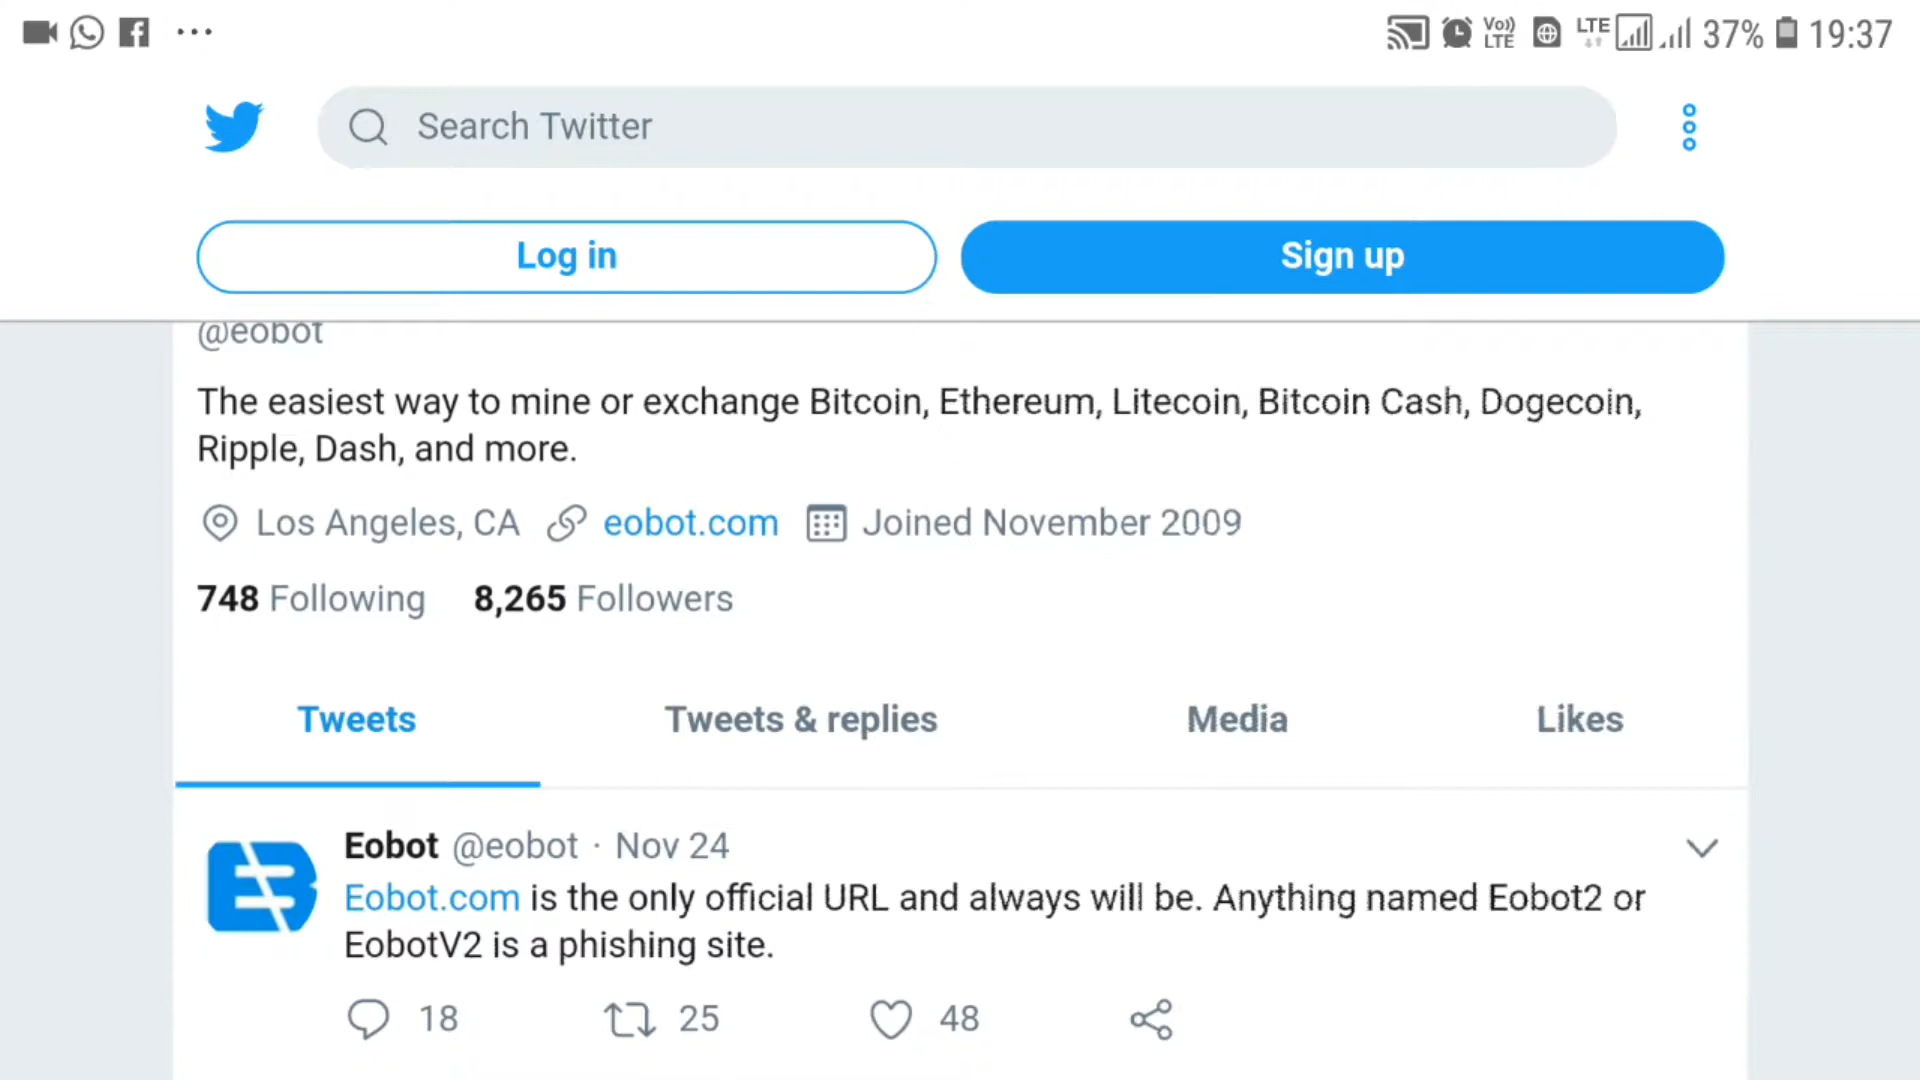 Vo)) LTE LTE 37% 19:37
Search Twitter
Log in Sign up
@eobot
The easiest way to mine or exchange Bitcoin, Ethereum, Litecoin, Bitcoin Cash, Dogecoin,
Ripple, Dash, and more.
Los Angeles, CA eobot.com Joined November 2009
748 Following 8,265 Followers
Tweets Tweets & replies Media Likes
Eobot @eobot · Nov 24
Eobot.com is the only official URL and always will be. Anything named Eobot2 or
EobotV2 is a phishing site.
18 25 48